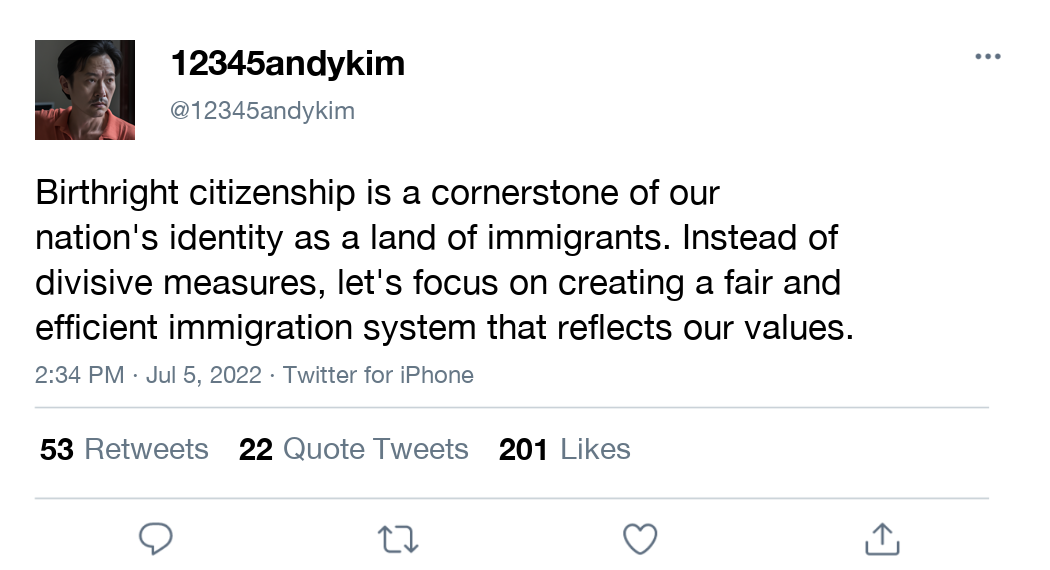 12345andykim
@12345andykim
Birthright citizenship is a cornerstone of our
nation's identity as a land of immigrants. Instead of
divisive measures, let's focus on creating a fair and
efficient immigration system that reflects our values.
2:34 PM · Jul 5, 2022 · Twitter for iPhone
53 Retweets 22 Quote Tweets 201 Likes